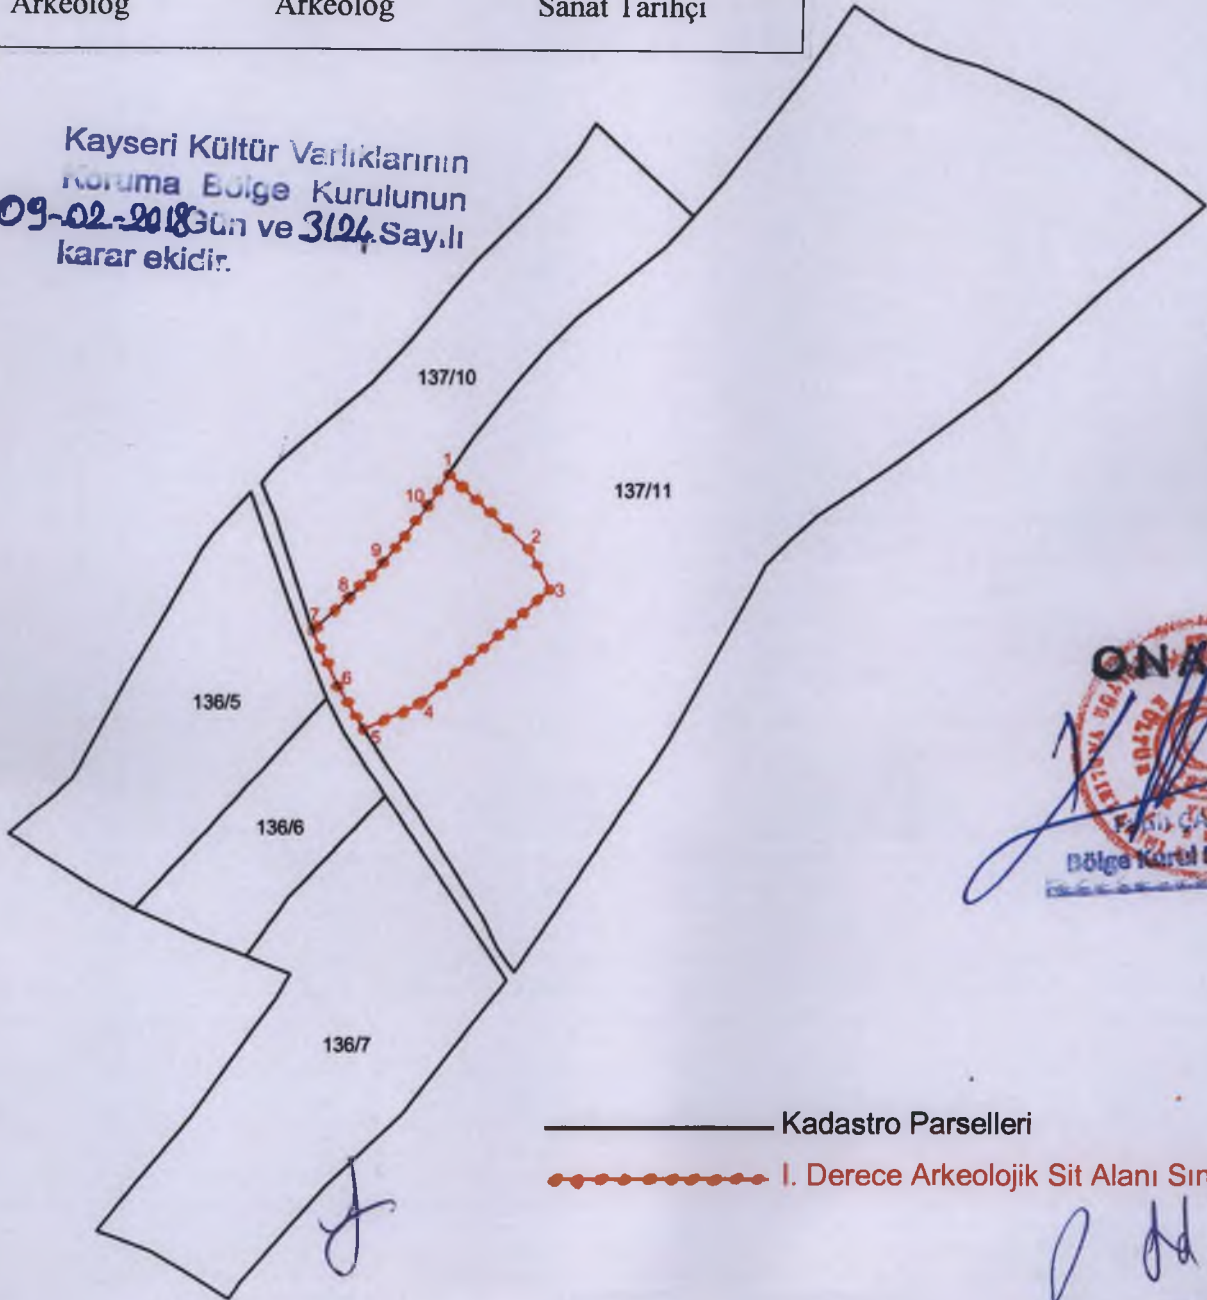 Arkeolog Arkeolog Sanat Tarihçi
Kayseri Kültür Varlıklarının
Koruma Bölge Kurulunun
09-02-2018 Gün ve 3124 Sayılı
karar ekidir.
137/10
1
10
137/11
2
9
3
8
7
6
136/5
4
5
136/6
136/7
ONA
KÜLTÜR
Bölge Kurul
Kadastro Parselleri
I. Derece Arkeolojik Sit Alanı Sın